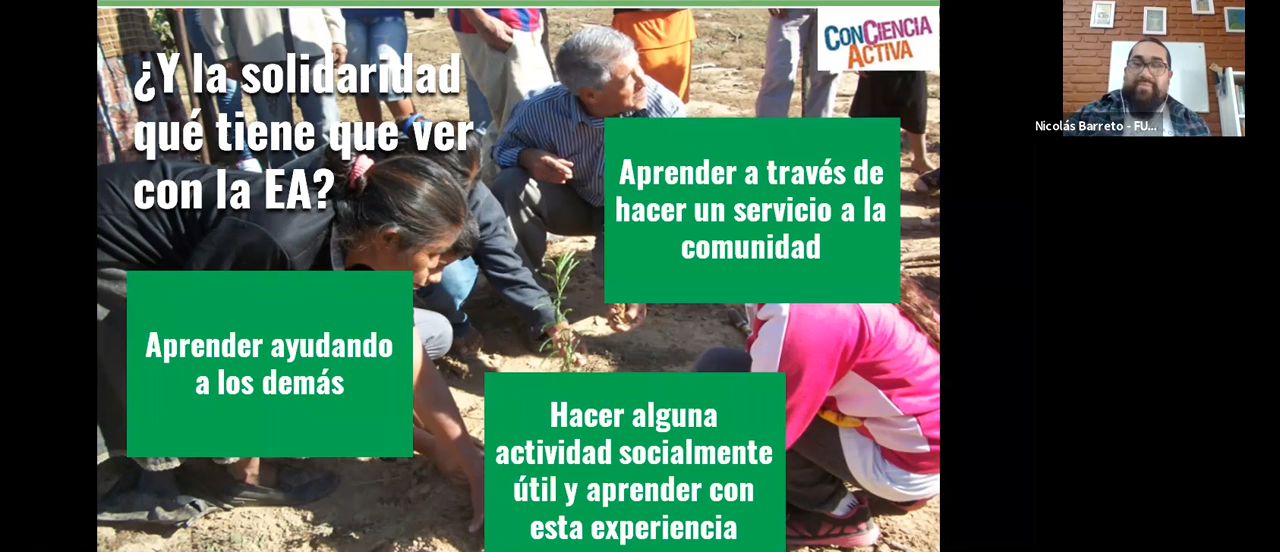 ¿Y la solidaridad
qué tiene que ver
con la EA?
CONCIENCIA
ACTIVA
Aprender a través de
hacer un servicio a la
comunidad
Aprender ayudando
a los demás
Hacer alguna
actividad socialmente
útil y aprender con
esta experiencia
Nicolás Barreto - FU...